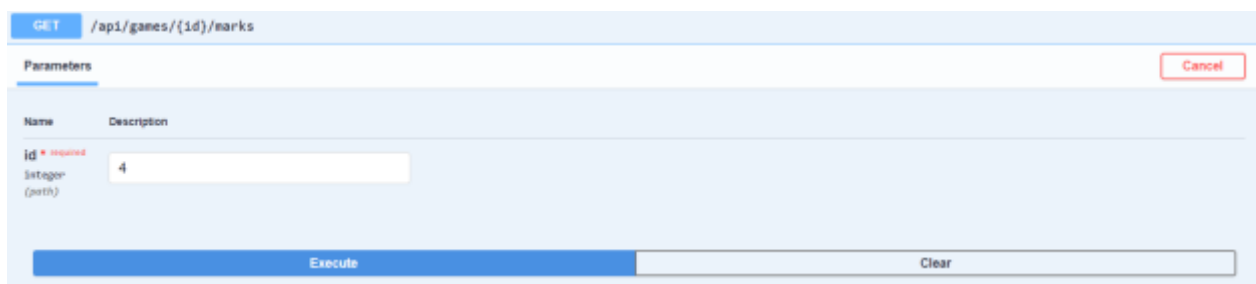 GET /api/games/{id}/marks
Parameters
Cancel
Name Description
id * required
integer
(path)
4
Execute Clear